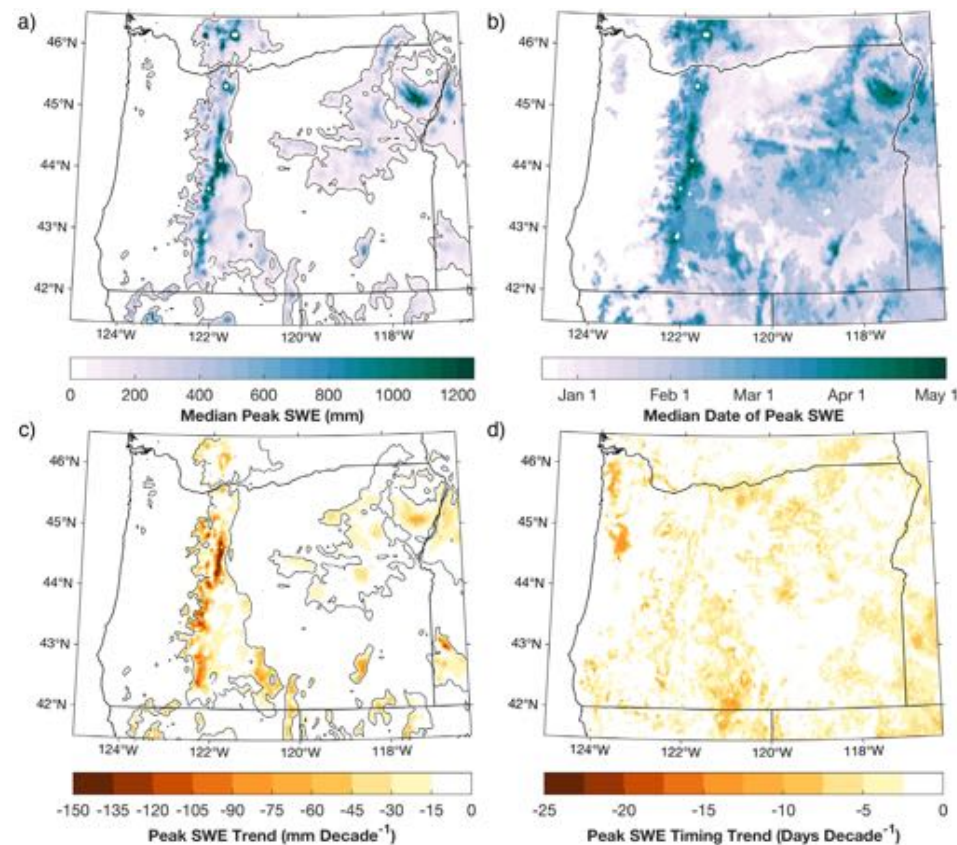 a)
b)
46°N
45°N
44°N
43°N
42°N
124°W
122°W
120°W
118°W
46°N
45°N
44°N
43°N
42°N
124°W
122°W
120°W
118°W
0 200 400 600 800 1000 1200
Median Peak SWE (mm)
Jan 1 Feb 1 Mar 1 Apr 1 May 1
Median Date of Peak SWE
c)
d)
46°N
45°N
44°N
43°N
42°N
124°W
122°W
120°W
118°W
46°N
45°N
44°N
43°N
42°N
124°W
122°W
120°W
118°W
-150 -135 -120 -105 -90 -75 -60 -45 -30 -15 0
Peak SWE Trend (mm Decade⁻¹)
-25 -20 -15 -10 -5 0
Peak SWE Timing Trend (Days Decade⁻¹)